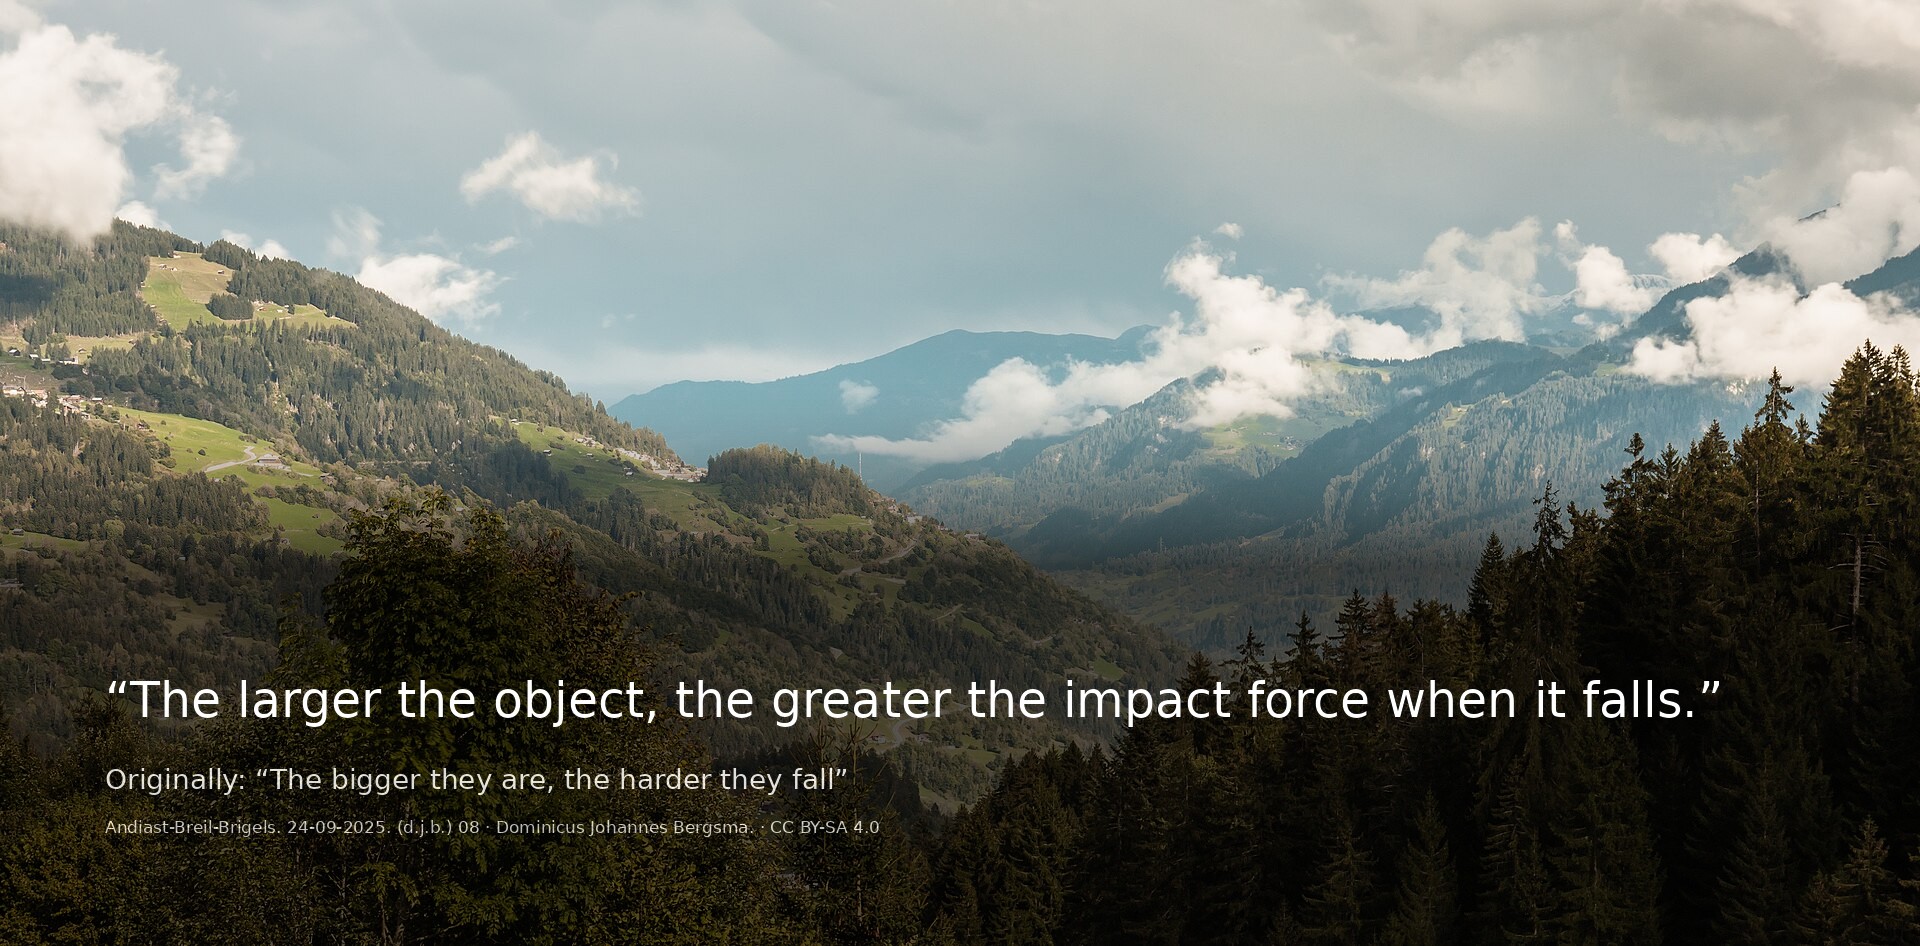 “The larger the object, the greater the impact force when it falls.”
Originally: “The bigger they are, the harder they fall”
Andiast-Breil-Brigels. 24-09-2025. (d.j.b.) 08 · Dominicus Johannes Bergsma. · CC BY-SA 4.0